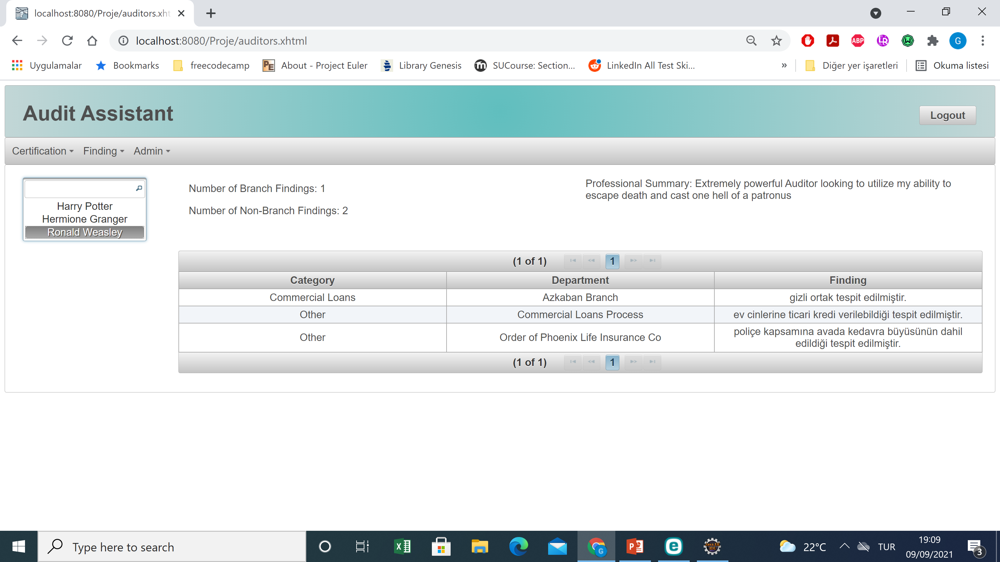 localhost:8080/Proje/auditors.xht
localhost:8080/Proje/auditors.xhtml
ABP
G
Uygulamalar
Bookmarks
freecodecamp
PE
About - Project Euler
Library Genesis
SUCourse: Section...
LinkedIn All Test Ski...
»
Diğer yer işaretleri
Okuma listesi
Audit Assistant
Logout
Certification
Finding
Admin
Harry Potter
Hermione Granger
Ronald Weasley
Number of Branch Findings: 1
Number of Non-Branch Findings: 2
Professional Summary: Extremely powerful Auditor looking to utilize my ability to
escape death and cast one hell of a patronus
(1 of 1) 1
Category Department Finding
Commercial Loans Azkaban Branch gizli ortak tespit edilmiştir.
Other Commercial Loans Process ev cinlerine ticari kredi verilebildiği tespit edilmiştir.
Other Order of Phoenix Life Insurance Co poliçe kapsamına avada kedavra büyüsünün dahil
edildiği tespit edilmiştir.
(1 of 1) 1
Type here to search
G
Java EE
IDE
22°C
TUR
19:09
09/09/2021
3